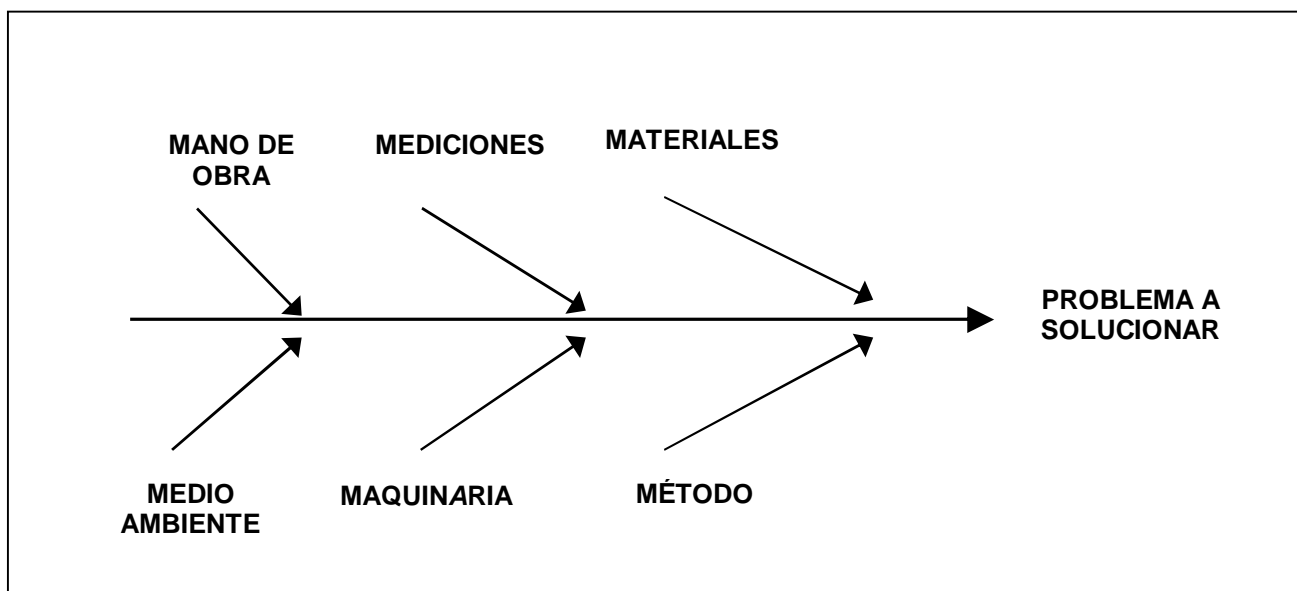 MANO DE
OBRA
MEDICIONES
MATERIALES
PROBLEMA A
SOLUCIONAR
MEDIO
AMBIENTE
MAQUINARIA
MÉTODO